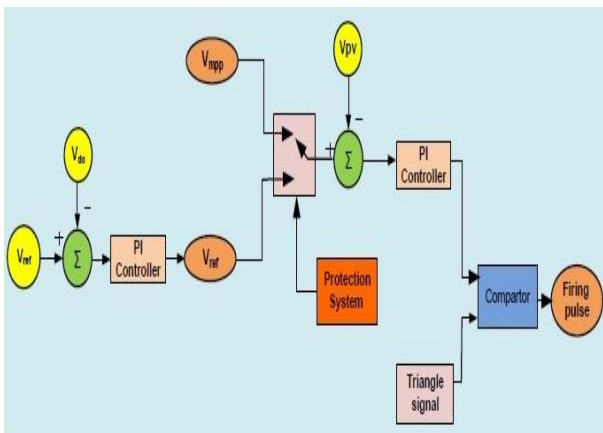 Vpv
Vmpp
+
−
Σ
PI
Controller
Vdc
−
+
Vref
Σ
PI
Controller
Vref
Protection
System
Compartor
Firing
pulse
Triangle
signal